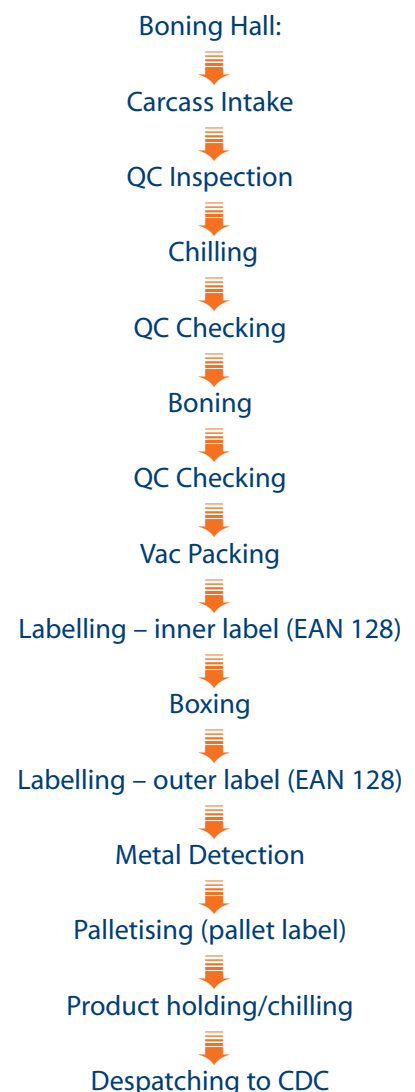 Boning Hall:
Carcass Intake
QC Inspection
Chilling
QC Checking
Boning
QC Checking
Vac Packing
Labelling – inner label (EAN 128)
Boxing
Labelling – outer label (EAN 128)
Metal Detection
Palletising (pallet label)
Product holding/chilling
Despatching to CDC